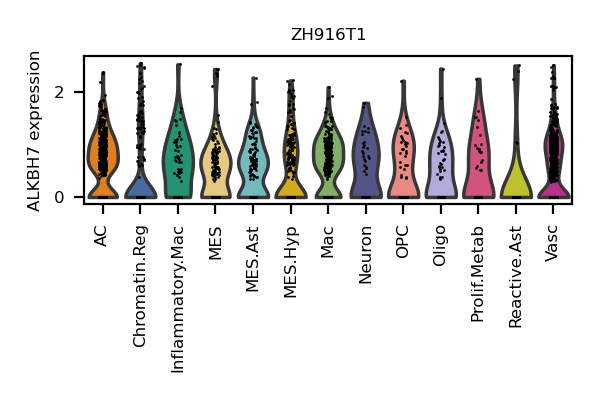 ZH916T1
ALKBH7 expression
2
0
AC
Chromatin.Reg
Inflammatory.Mac
MES
MES.Ast
MES.Hyp
Mac
Neuron
OPC
Oligo
Prolif.Metab
Reactive.Ast
Vasc